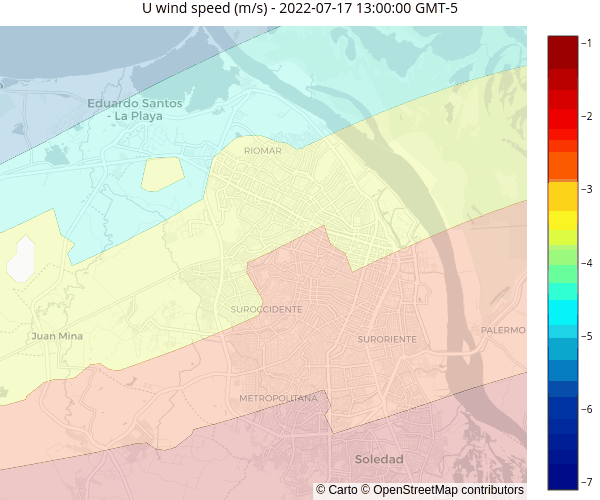 U wind speed (m/s) - 2022-07-17 13:00:00 GMT-5
Eduardo Santos
- La Playa
RIOMAR
SUROCCIDENTE
Juan Mina
SURORIENTE
PALERMO
METROPOLITANA
Soledad
© Carto © OpenStreetMap contributors
−1
−2
−3
−4
−5
−6
−7